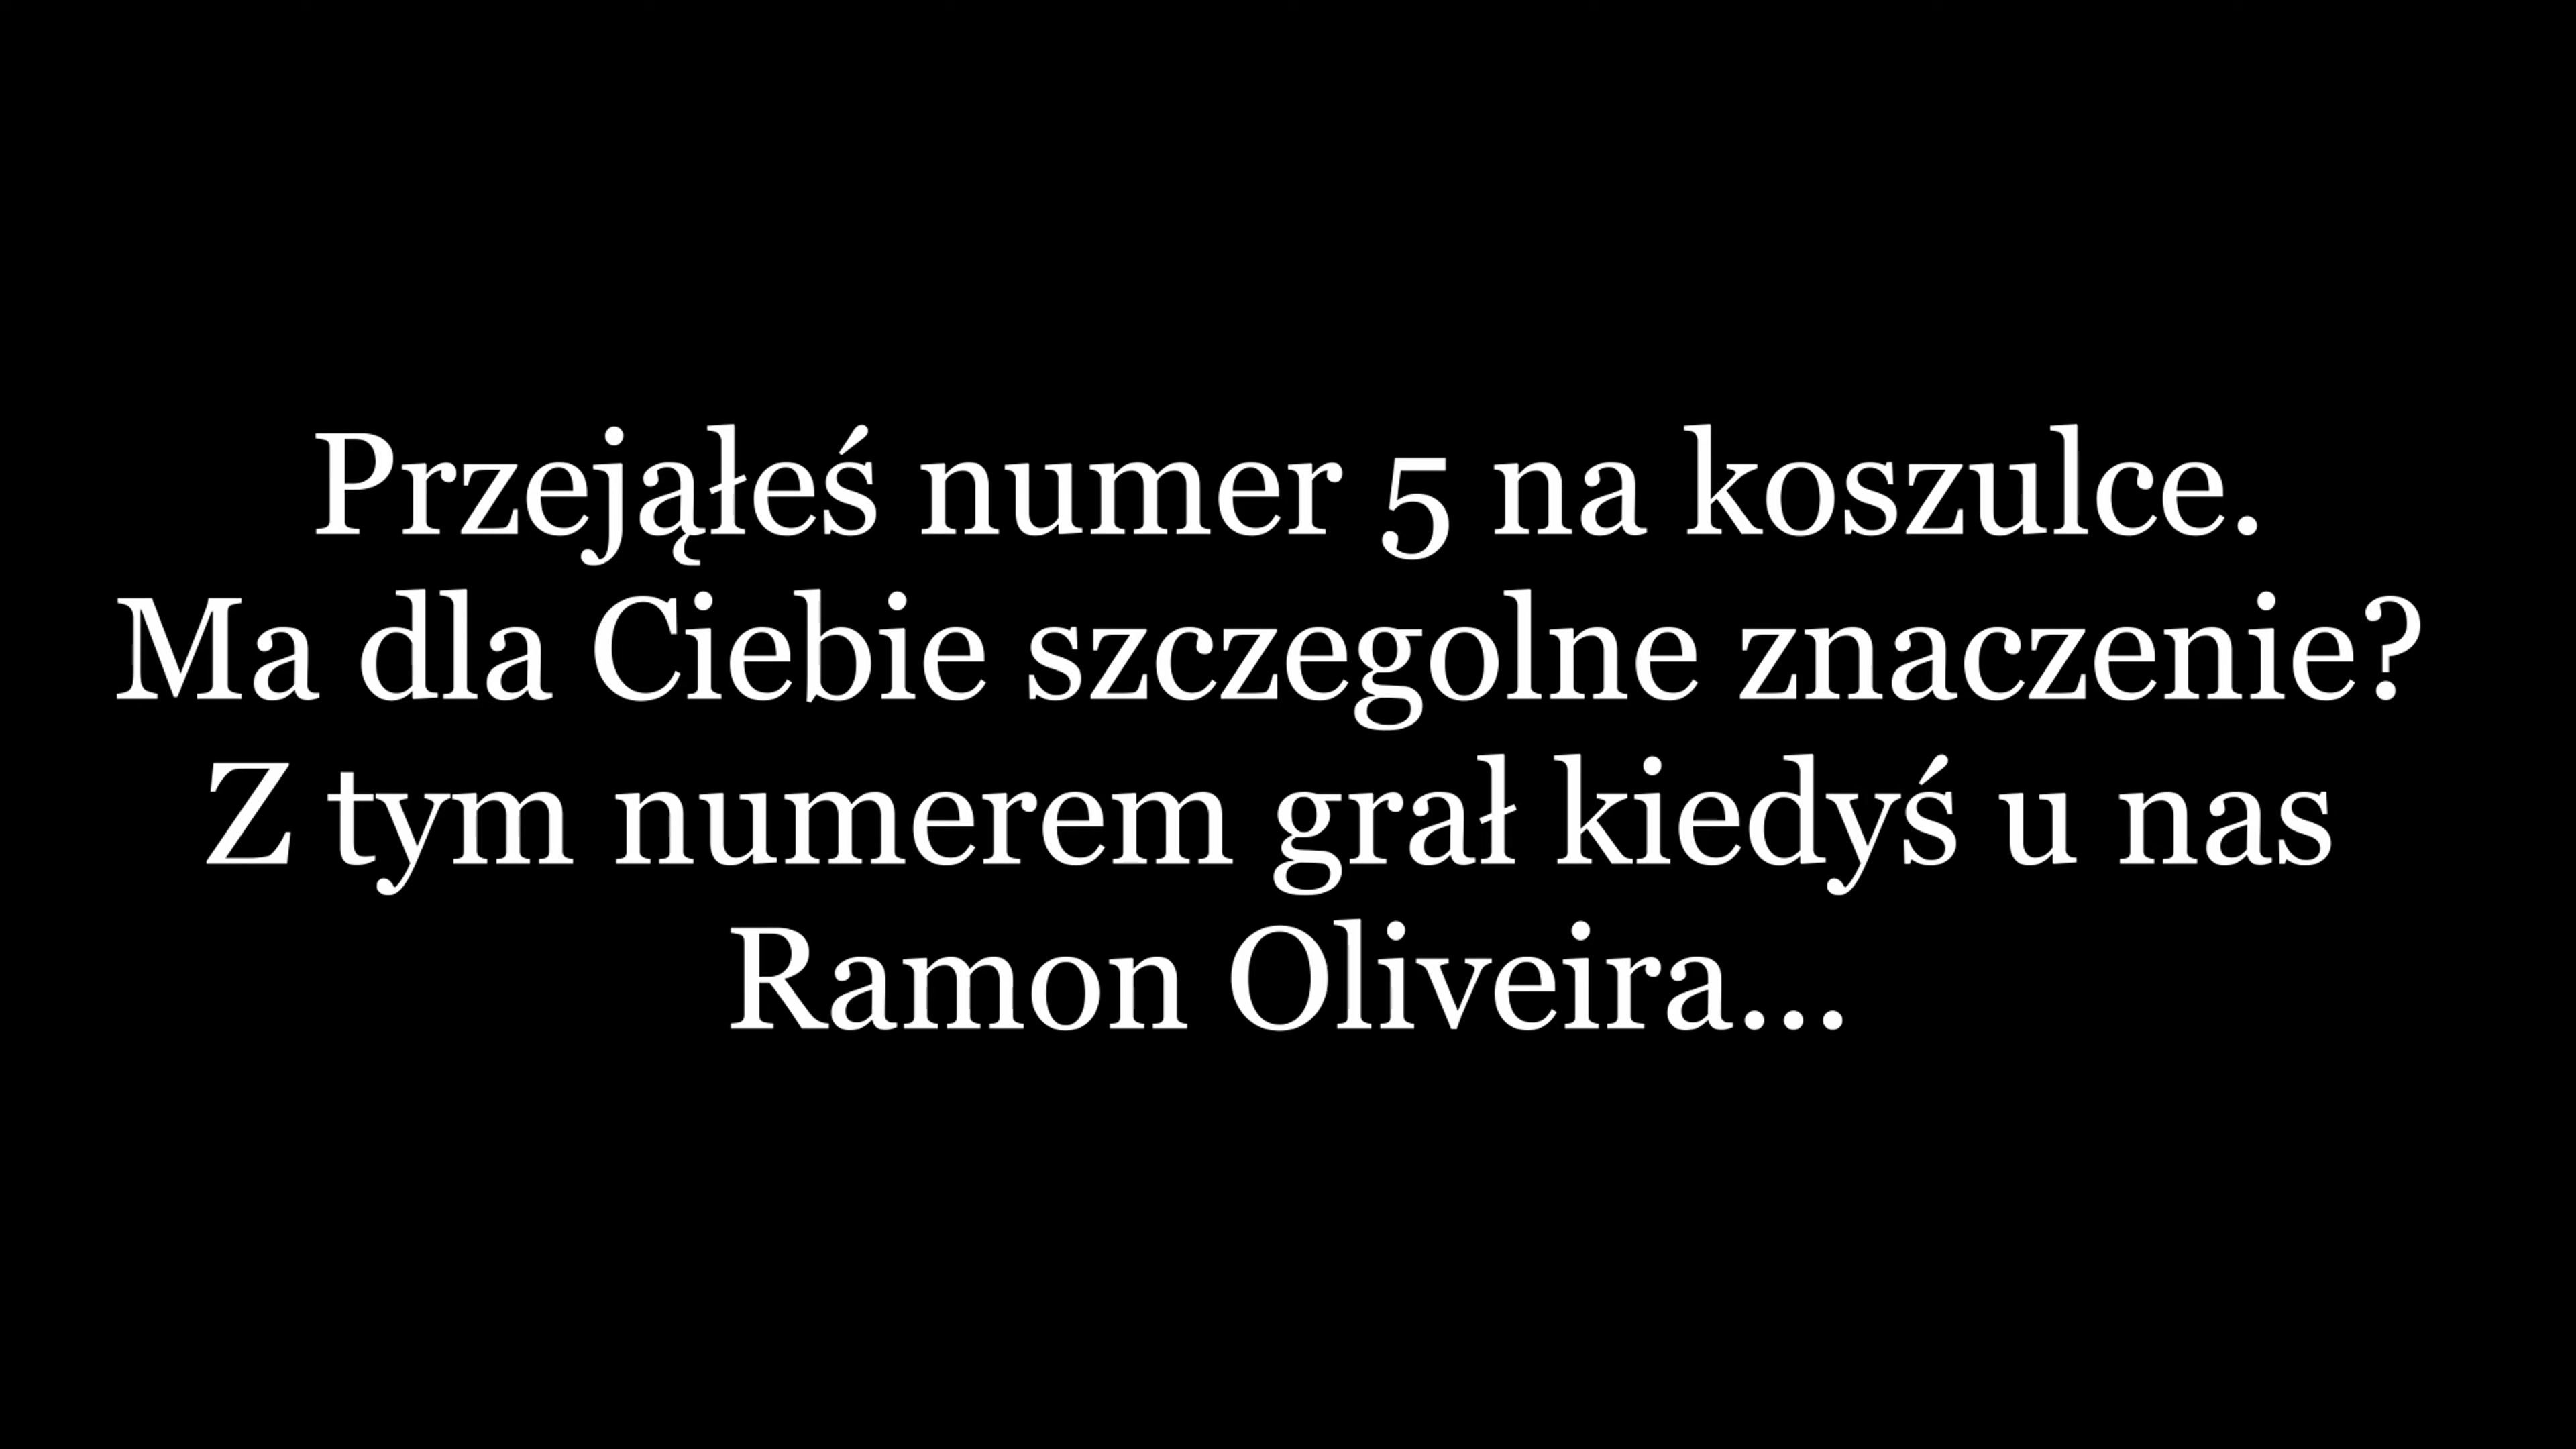 Przejąłeś numer 5 na koszulce.
Ma dla Ciebie szczegolne znaczenie?
Z tym numerem grał kiedyś u nas
Ramon Oliveira...